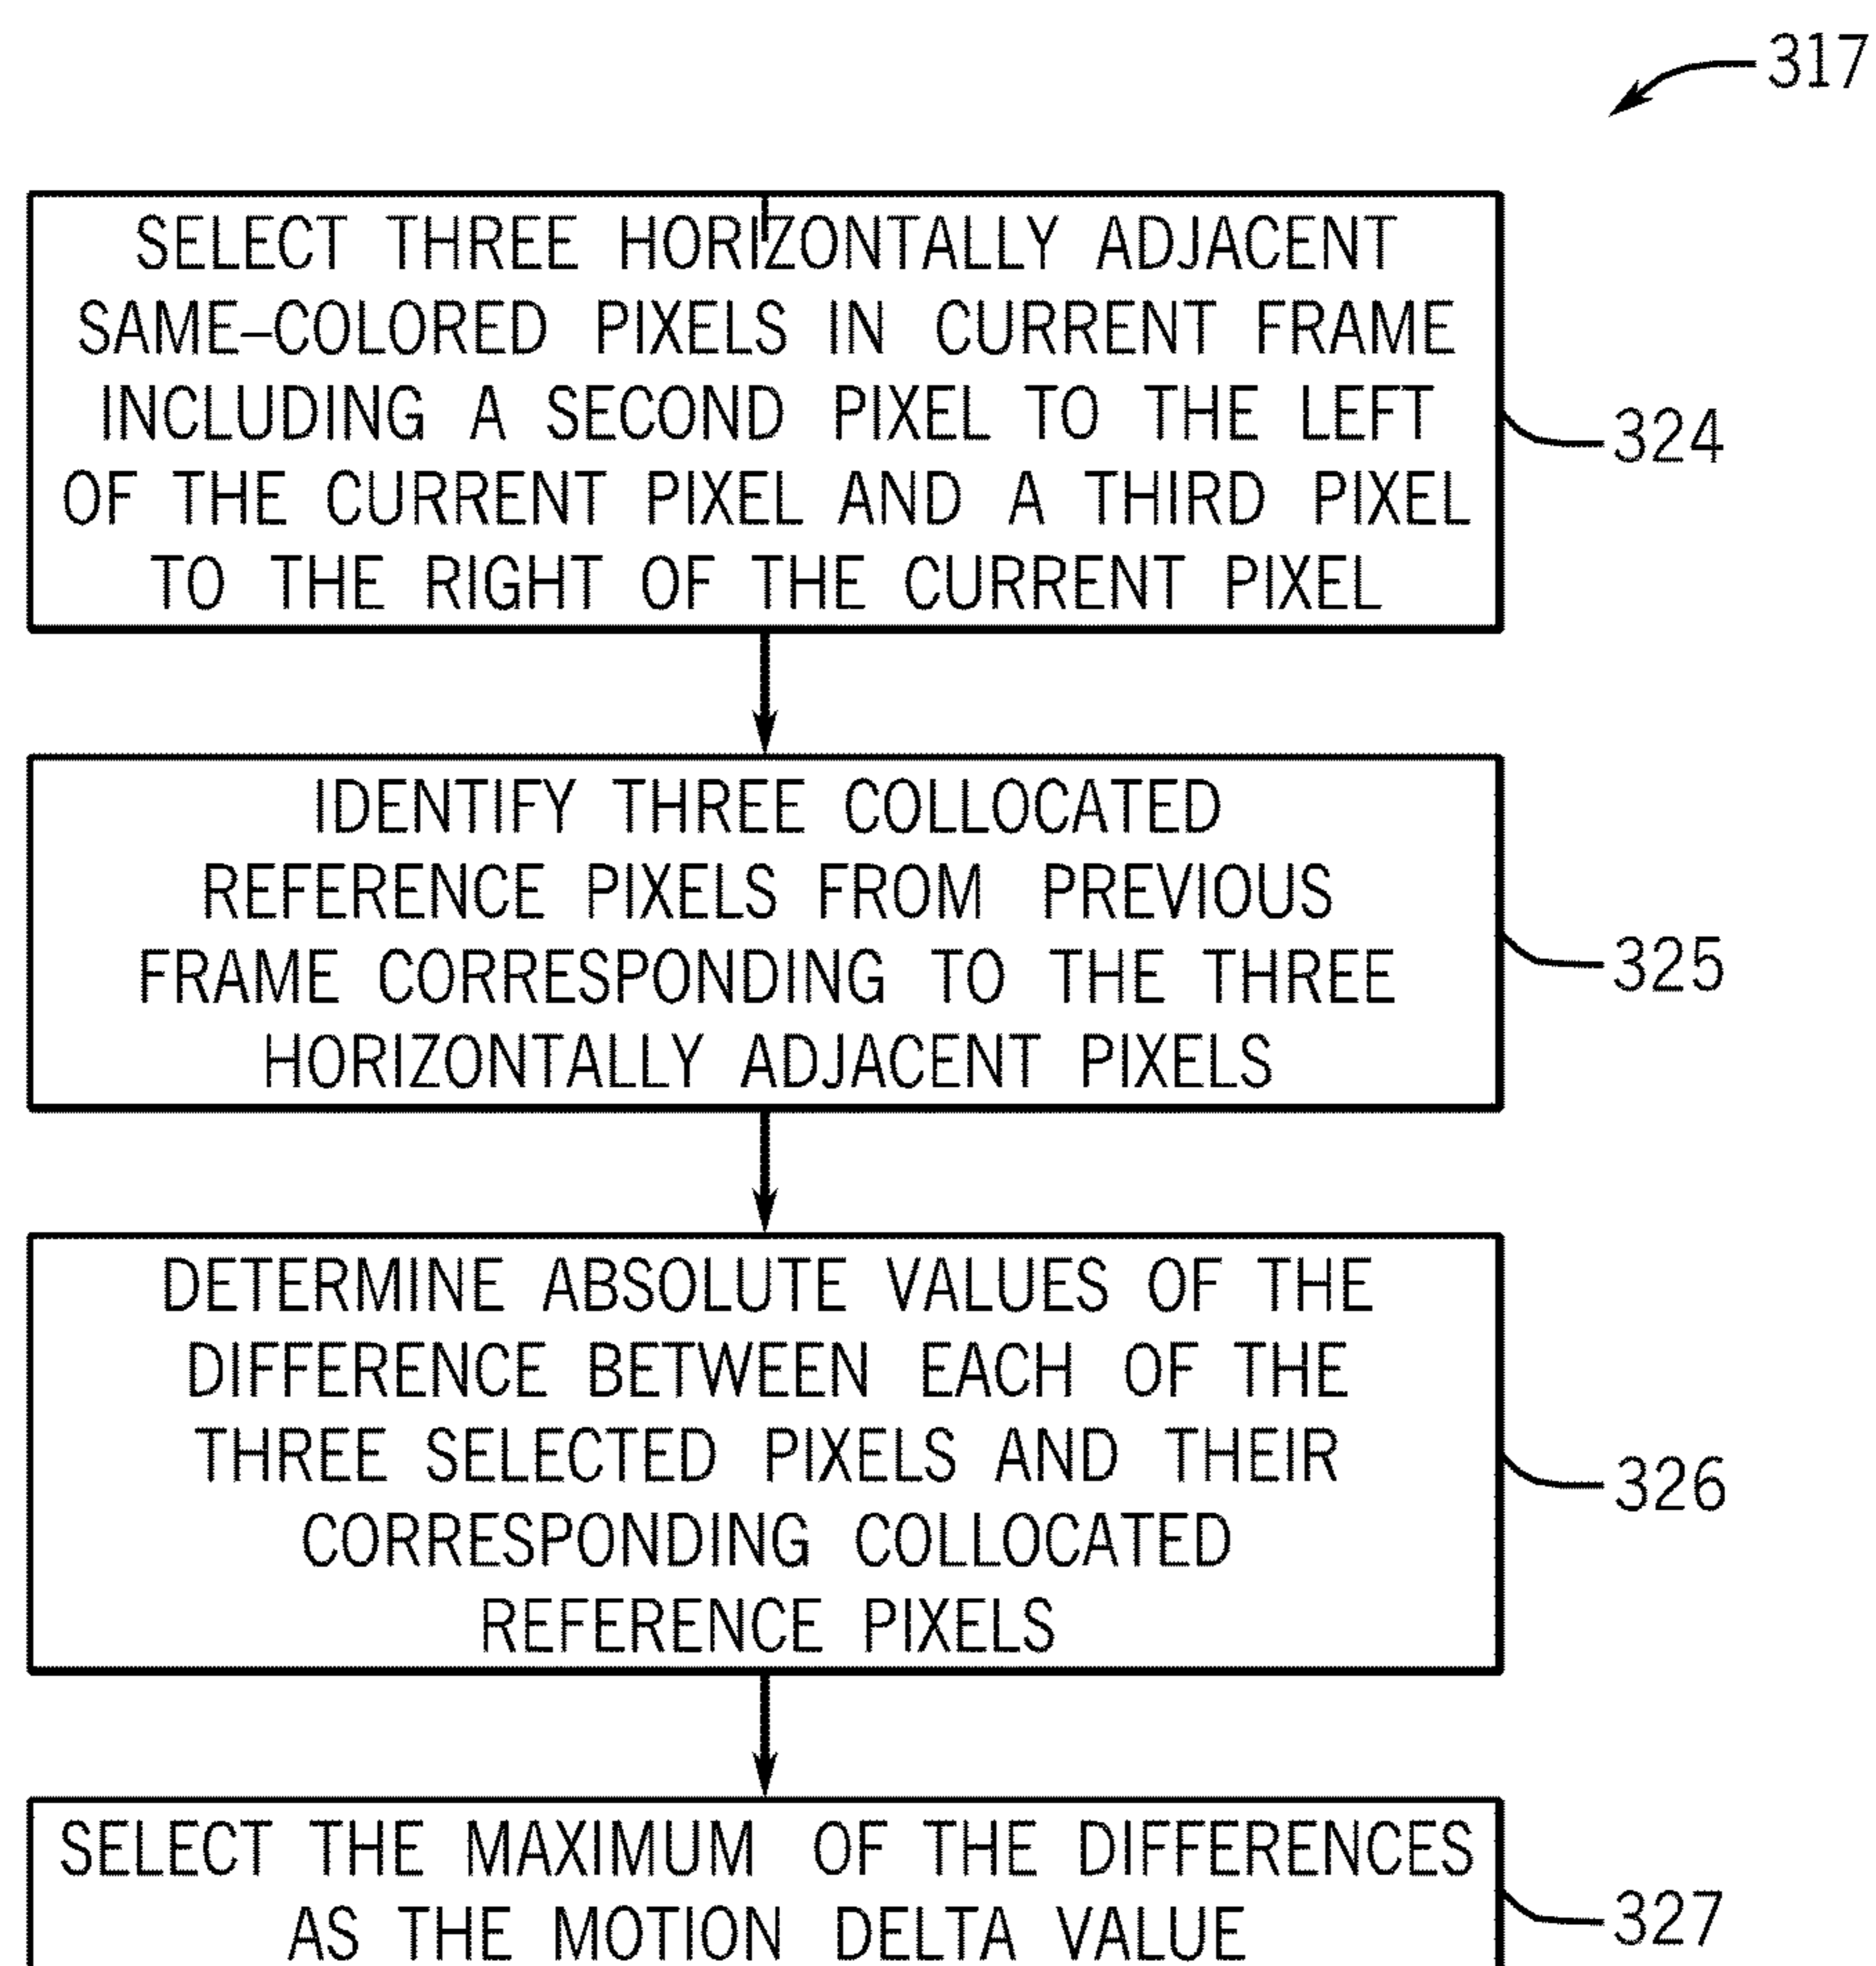 317
SELECT THREE HORIZONTALLY ADJACENT
SAME–COLORED PIXELS IN CURRENT FRAME
INCLUDING A SECOND PIXEL TO THE LEFT
OF THE CURRENT PIXEL AND A THIRD PIXEL
TO THE RIGHT OF THE CURRENT PIXEL
324
IDENTIFY THREE COLLOCATED
REFERENCE PIXELS FROM PREVIOUS
FRAME CORRESPONDING TO THE THREE
HORIZONTALLY ADJACENT PIXELS
325
DETERMINE ABSOLUTE VALUES OF THE
DIFFERENCE BETWEEN EACH OF THE
THREE SELECTED PIXELS AND THEIR
CORRESPONDING COLLOCATED
REFERENCE PIXELS
326
SELECT THE MAXIMUM OF THE DIFFERENCES
AS THE MOTION DELTA VALUE
327